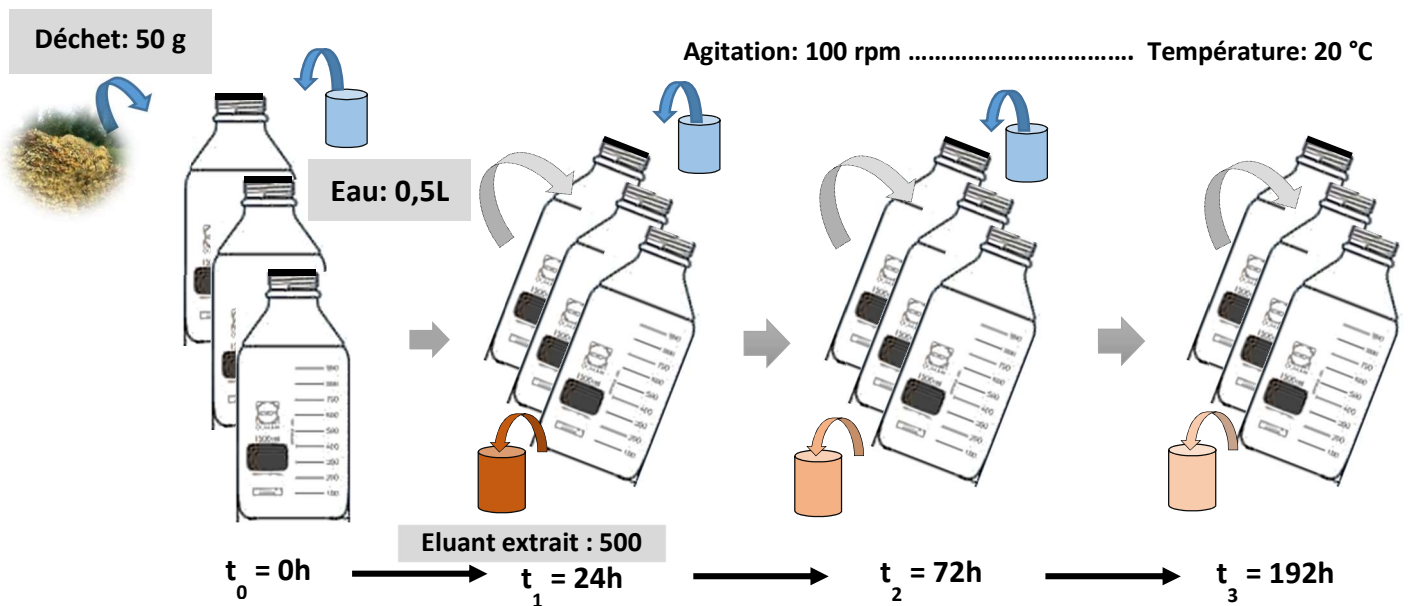 Déchet: 50 g
Agitation: 100 rpm ................................. Température: 20 °C
Eau: 0,5L
Eluant extrait : 500
t0 = 0h
t1 = 24h
t2 = 72h
t3 = 192h